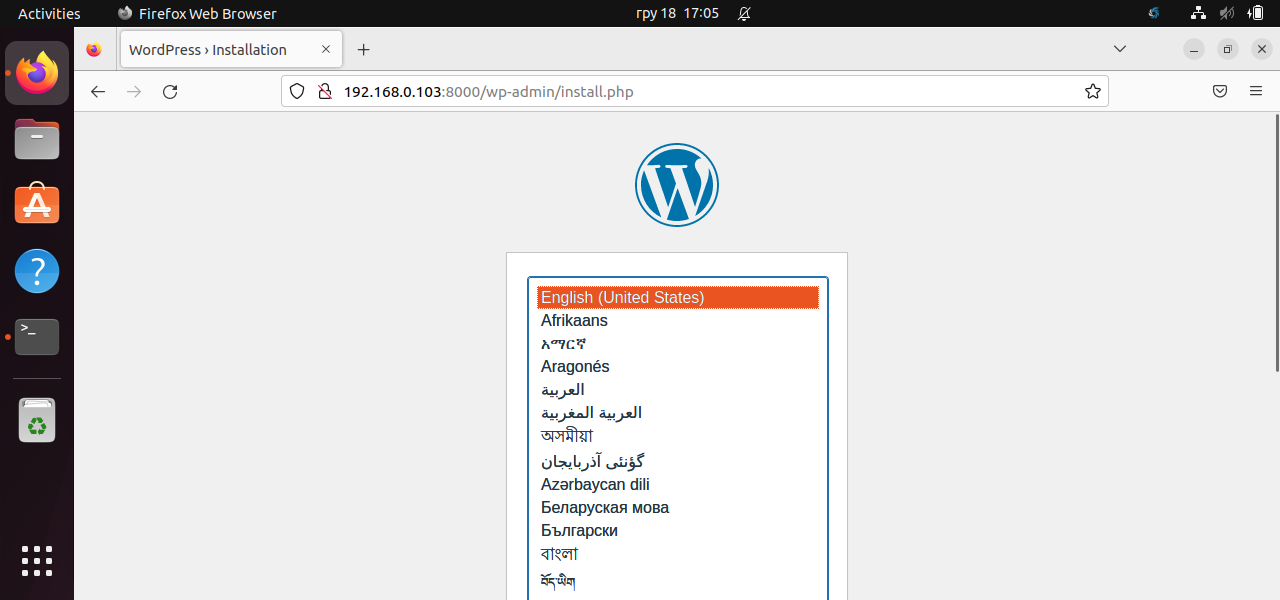 Activities Firefox Web Browser гру 18 17:05
WordPress › Installation
192.168.0.103:8000/wp-admin/install.php
English (United States)
Afrikaans
አማርኛ
Aragonés
العربية
العربية المغربية
অসমীয়া
گؤنئی آذربایجان
Azərbaycan dili
Беларуская мова
Български
বাংলা
བོད་ཡིག